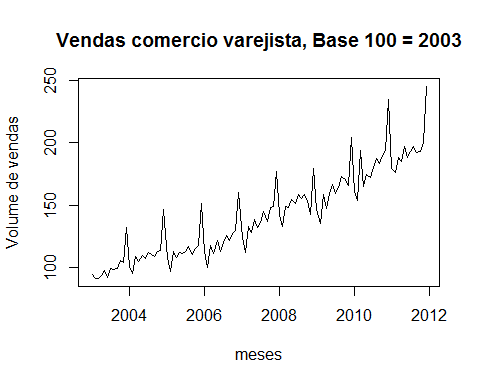 Vendas comercio varejista, Base 100 = 2003
Volume de vendas
250
200
150
100
2004 2006 2008 2010 2012
meses